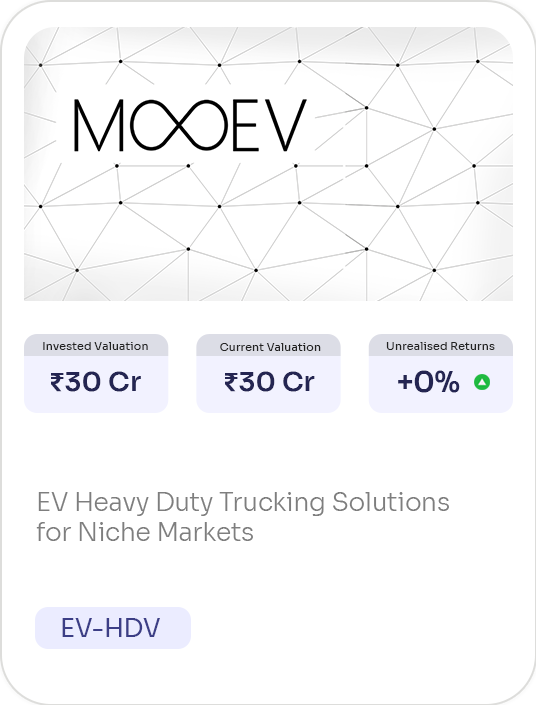 MOOEV
Invested Valuation
₹30 Cr
Current Valuation
₹30 Cr
Unrealised Returns
+0%
EV Heavy Duty Trucking Solutions
for Niche Markets
EV-HDV